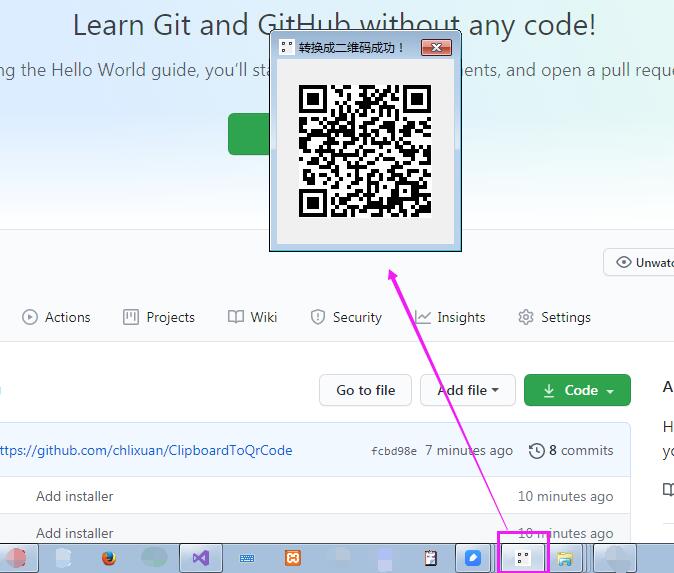 Learn Git and GitHub without any code!
ng the Hello World guide, you'll sta
ments, and open a pull reque
转换成二维码成功！
Unwatc
Actions
Projects
Wiki
Security
Insights
Settings
Go to file
Add file
Code
A
ttps://github.com/chlixuan/ClipboardToQrCode
fcbd98e
7 minutes ago
8 commits
H
yo
Add installer
10 minutes ago
Add installer
10 minutes ago